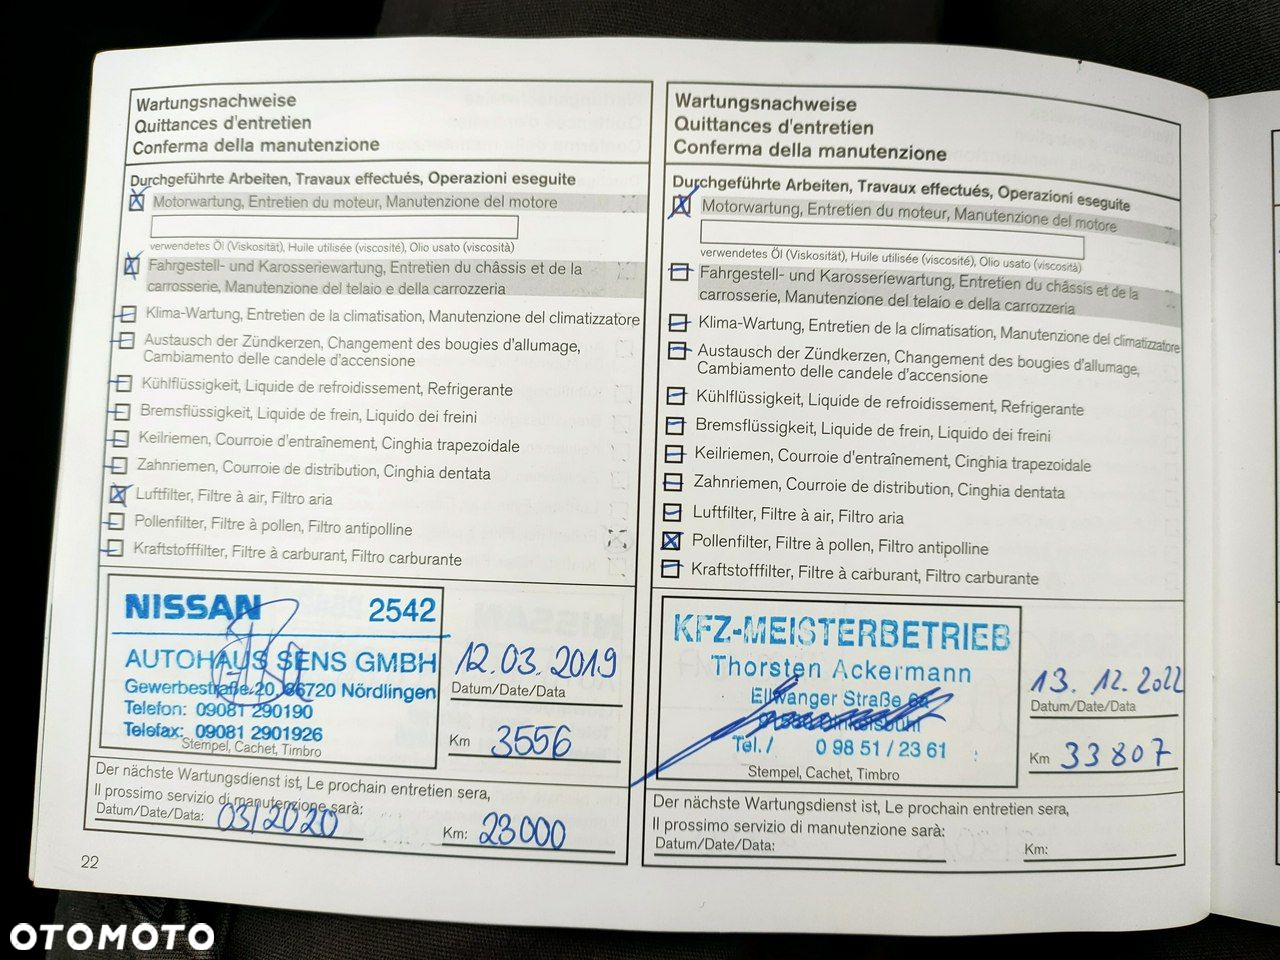 Wartungsnachweise
Quittances d'entretien
Conferma della manutenzione
Durchgeführte Arbeiten, Travaux effectués, Operazioni eseguite
Motorwartung, Entretien du moteur, Manutenzione del motore
verwendetes Öl (Viskosität), Huile utilisée (viscosité), Olio usato (viscosità)
Fahrgestell- und Karosseriewartung, Entretien du châssis et de la
carrosserie, Manutenzione del telaio e della carrozzeria
Klima-Wartung, Entretien de la climatisation, Manutenzione del climatizzatore
Austausch der Zündkerzen, Changement des bougies d'allumage,
Cambiamento delle candele d'accensione
Kühlflüssigkeit, Liquide de refroidissement, Refrigerante
Bremsflüssigkeit, Liquide de frein, Liquido dei freini
Keilriemen, Courroie d'entraînement, Cinghia trapezoidale
Zahnriemen, Courroie de distribution, Cinghia dentata
Luftfilter, Filtre à air, Filtro aria
Pollenfilter, Filtre à pollen, Filtro antipolline
Kraftstofffilter, Filtre à carburant, Filtro carburante
NISSAN 2542
AUTOHAUS SENS GMBH
Gewerbestraße 20, 86720 Nördlingen
Telefon: 09081 290190
Telefax: 09081 2901926
Stempel, Cachet, Timbro
12.03.2019
Datum/Date/Data
Km 3556
Der nächste Wartungsdienst ist, Le prochain entretien sera,
Il prossimo servizio di manutenzione sarà:
Datum/Date/Data: 03/2020 Km: 23000
22
Wartungsnachweise
Quittances d'entretien
Conferma della manutenzione
Durchgeführte Arbeiten, Travaux effectués, Operazioni eseguite
Motorwartung, Entretien du moteur, Manutenzione del motore
verwendetes Öl (Viskosität), Huile utilisée (viscosité), Olio usato (viscosità)
Fahrgestell- und Karosseriewartung, Entretien du châssis et de la
carrosserie, Manutenzione del telaio e della carrozzeria
Klima-Wartung, Entretien de la climatisation, Manutenzione del climatizzatore
Austausch der Zündkerzen, Changement des bougies d'allumage,
Cambiamento delle candele d'accensione
Kühlflüssigkeit, Liquide de refroidissement, Refrigerante
Bremsflüssigkeit, Liquide de frein, Liquido dei freini
Keilriemen, Courroie d'entraînement, Cinghia trapezoidale
Zahnriemen, Courroie de distribution, Cinghia dentata
Luftfilter, Filtre à air, Filtro aria
Pollenfilter, Filtre à pollen, Filtro antipolline
Kraftstofffilter, Filtre à carburant, Filtro carburante
KFZ-MEISTERBETRIEB
Thorsten Ackermann
Ellwanger Straße
Tel./ 0 98 51 / 23 61
Stempel, Cachet, Timbro
13.12.2022
Datum/Date/Data
Km 33807
Der nächste Wartungsdienst ist, Le prochain entretien sera,
Il prossimo servizio di manutenzione sarà:
Datum/Date/Data: Km:
OTOMOTO